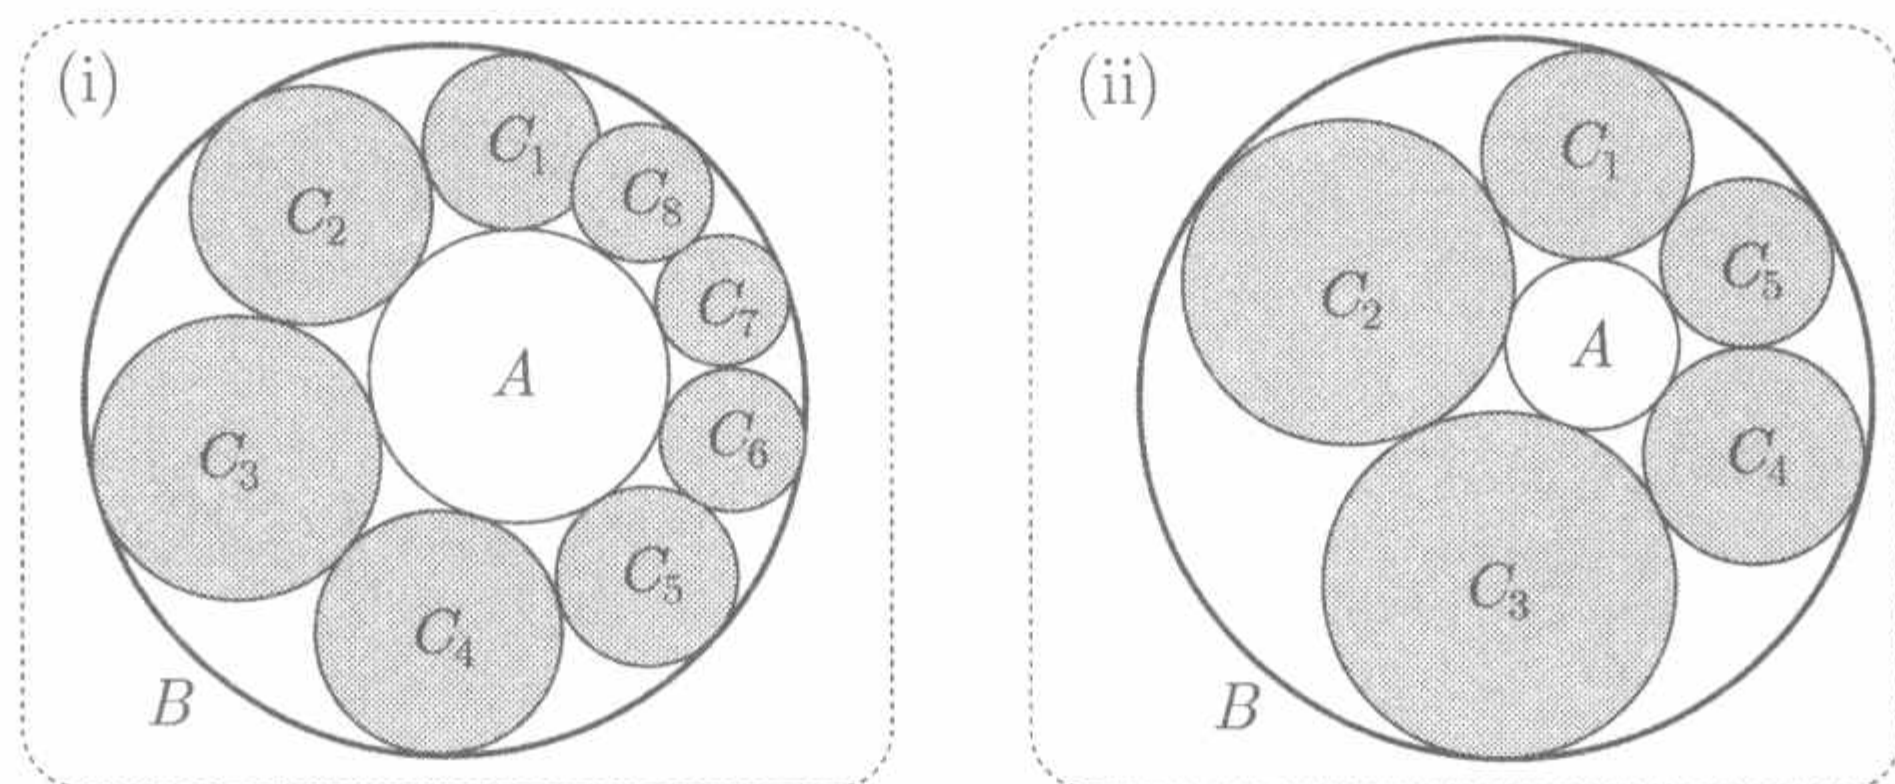 (i)
C₁
C₂
C₈
C₇
A
C₃
C₆
C₅
C₄
B
(ii)
C₁
C₂
C₅
A
C₄
C₃
B